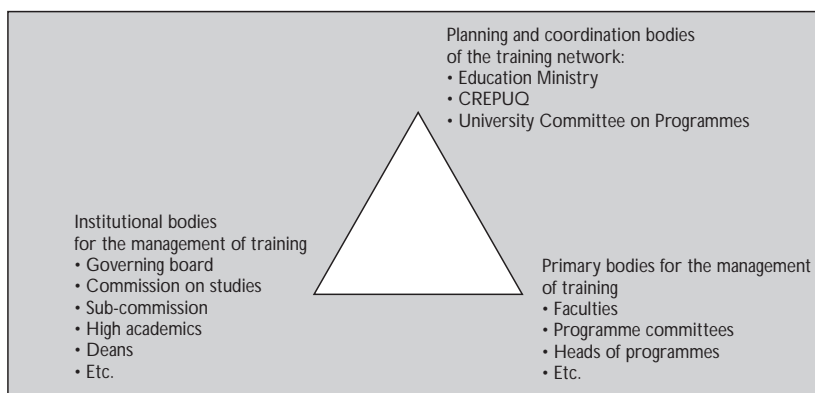 Planning and coordination bodies
of the training network:
• Education Ministry
• CREPUQ
• University Committee on Programmes
Institutional bodies
for the management of training
• Governing board
• Commission on studies
• Sub-commission
• High academics
• Deans
• Etc.
Primary bodies for the management
of training
• Faculties
• Programme committees
• Heads of programmes
• Etc.